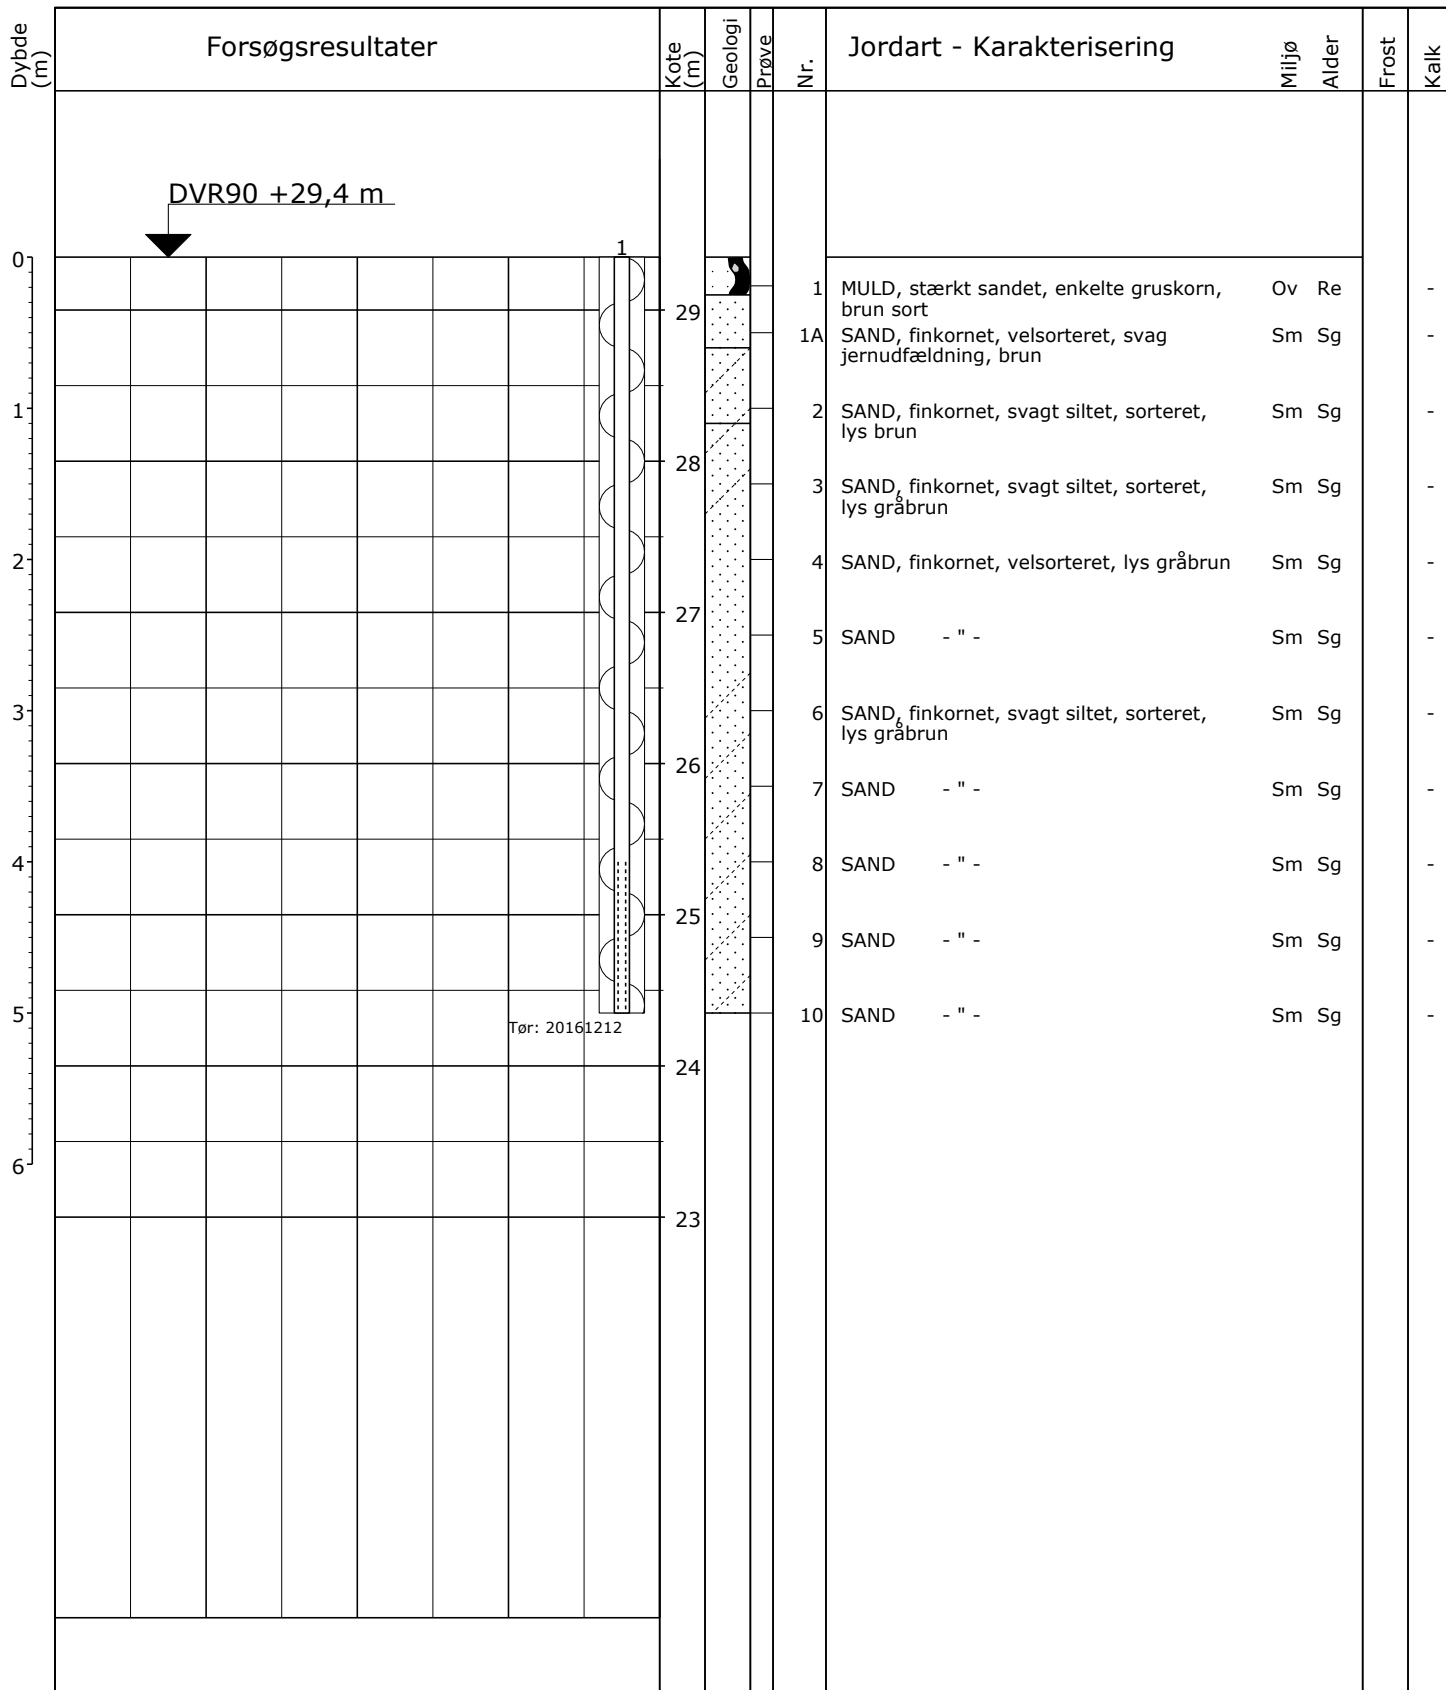 Dybde (m)
Forsøgsresultater
Kote (m)
Geologi
Prøve
Nr.
Jordart - Karakterisering
Miljø
Alder
Frost
Kalk
DVR90 +29,4 m
1
0
1
2
3
4
5
6
29
28
27
26
25
24
23
Tør: 20161212
1 MULD, stærkt sandet, enkelte gruskorn, Ov Re -
brun sort
1A SAND, finkornet, velsorteret, svag Sm Sg -
jernudfældning, brun
2 SAND, finkornet, svagt siltet, sorteret, Sm Sg -
lys brun
3 SAND, finkornet, svagt siltet, sorteret, Sm Sg -
lys gråbrun
4 SAND, finkornet, velsorteret, lys gråbrun Sm Sg -
5 SAND - " - Sm Sg -
6 SAND, finkornet, svagt siltet, sorteret, Sm Sg -
lys gråbrun
7 SAND - " - Sm Sg -
8 SAND - " - Sm Sg -
9 SAND - " - Sm Sg -
10 SAND - " - Sm Sg -